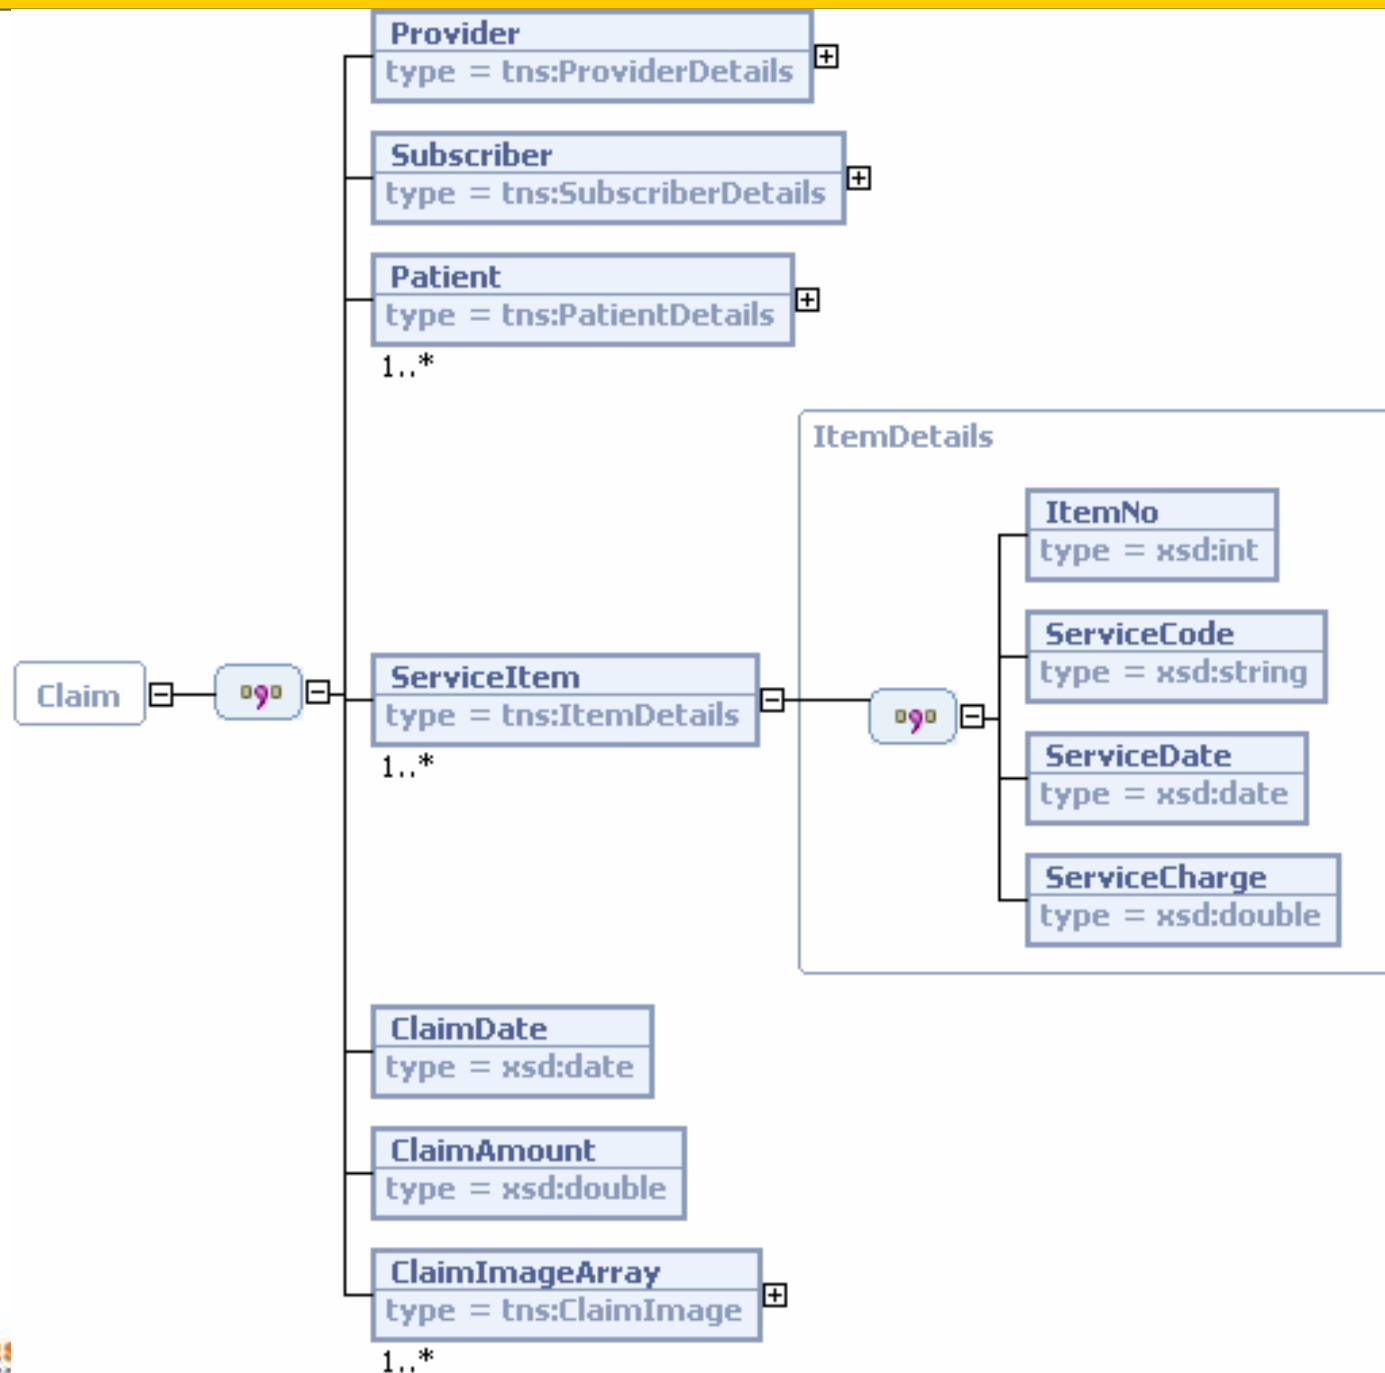 Provider
type = tns:ProviderDetails
Subscriber
type = tns:SubscriberDetails
Patient
type = tns:PatientDetails
1..*
ItemDetails
ItemNo
type = xsd:int
ServiceCode
type = xsd:string
Claim
","
ServiceItem
type = tns:ItemDetails
1..*
","
ServiceDate
type = xsd:date
ServiceCharge
type = xsd:double
ClaimDate
type = xsd:date
ClaimAmount
type = xsd:double
ClaimImageArray
type = tns:ClaimImage
1..*